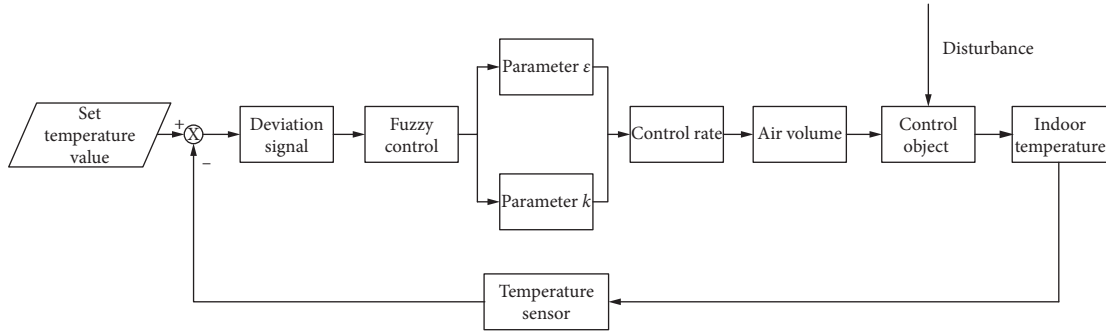 Set
temperature
value
+
X
−
Deviation
signal
Fuzzy
control
Parameter ε
Parameter k
Control rate
Air volume
Disturbance
Control
object
Indoor
temperature
Temperature
sensor